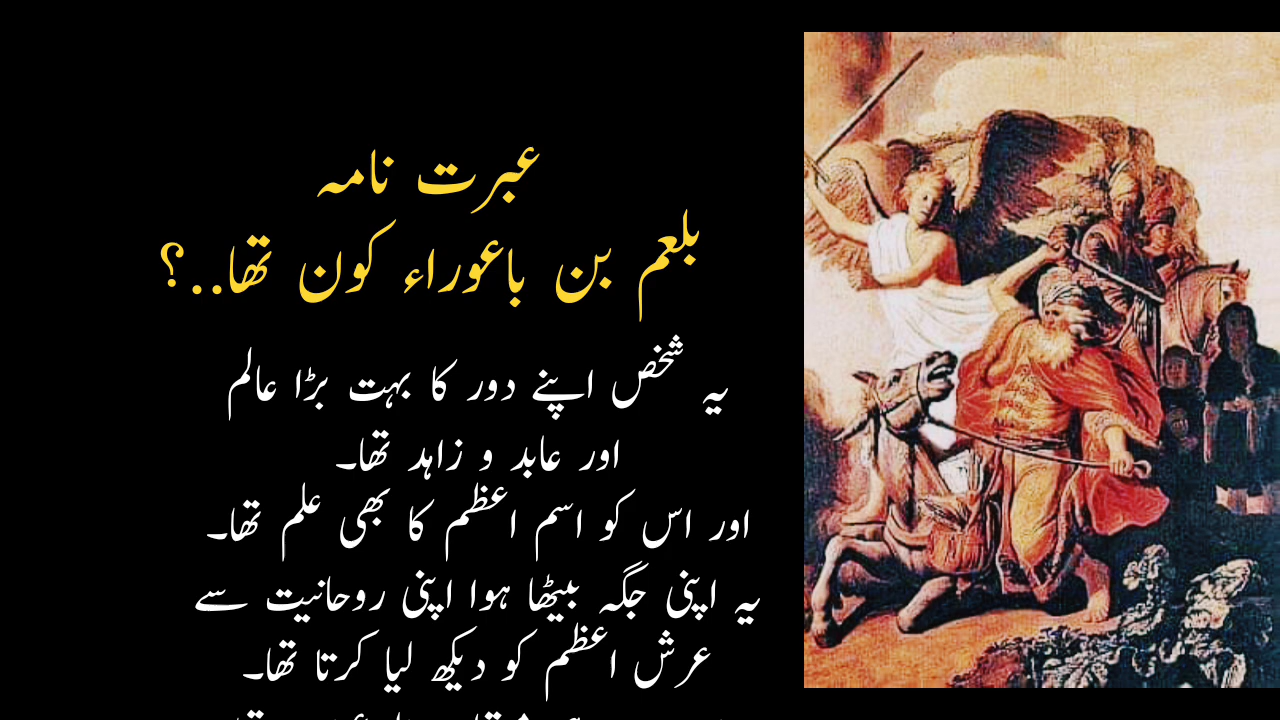 عبرت نامہ
بلعم بن باعوراء کون تھا..؟
یہ شخص اپنے دور کا بہت بڑا عالم
اور عابد و زاہد تھا۔
اور اس کو اسم اعظم کا بھی علم تھا۔
یہ اپنی جگہ بیٹھا ہوا اپنی روحانیت سے
عرش اعظم کو دیکھ لیا کرتا تھا۔